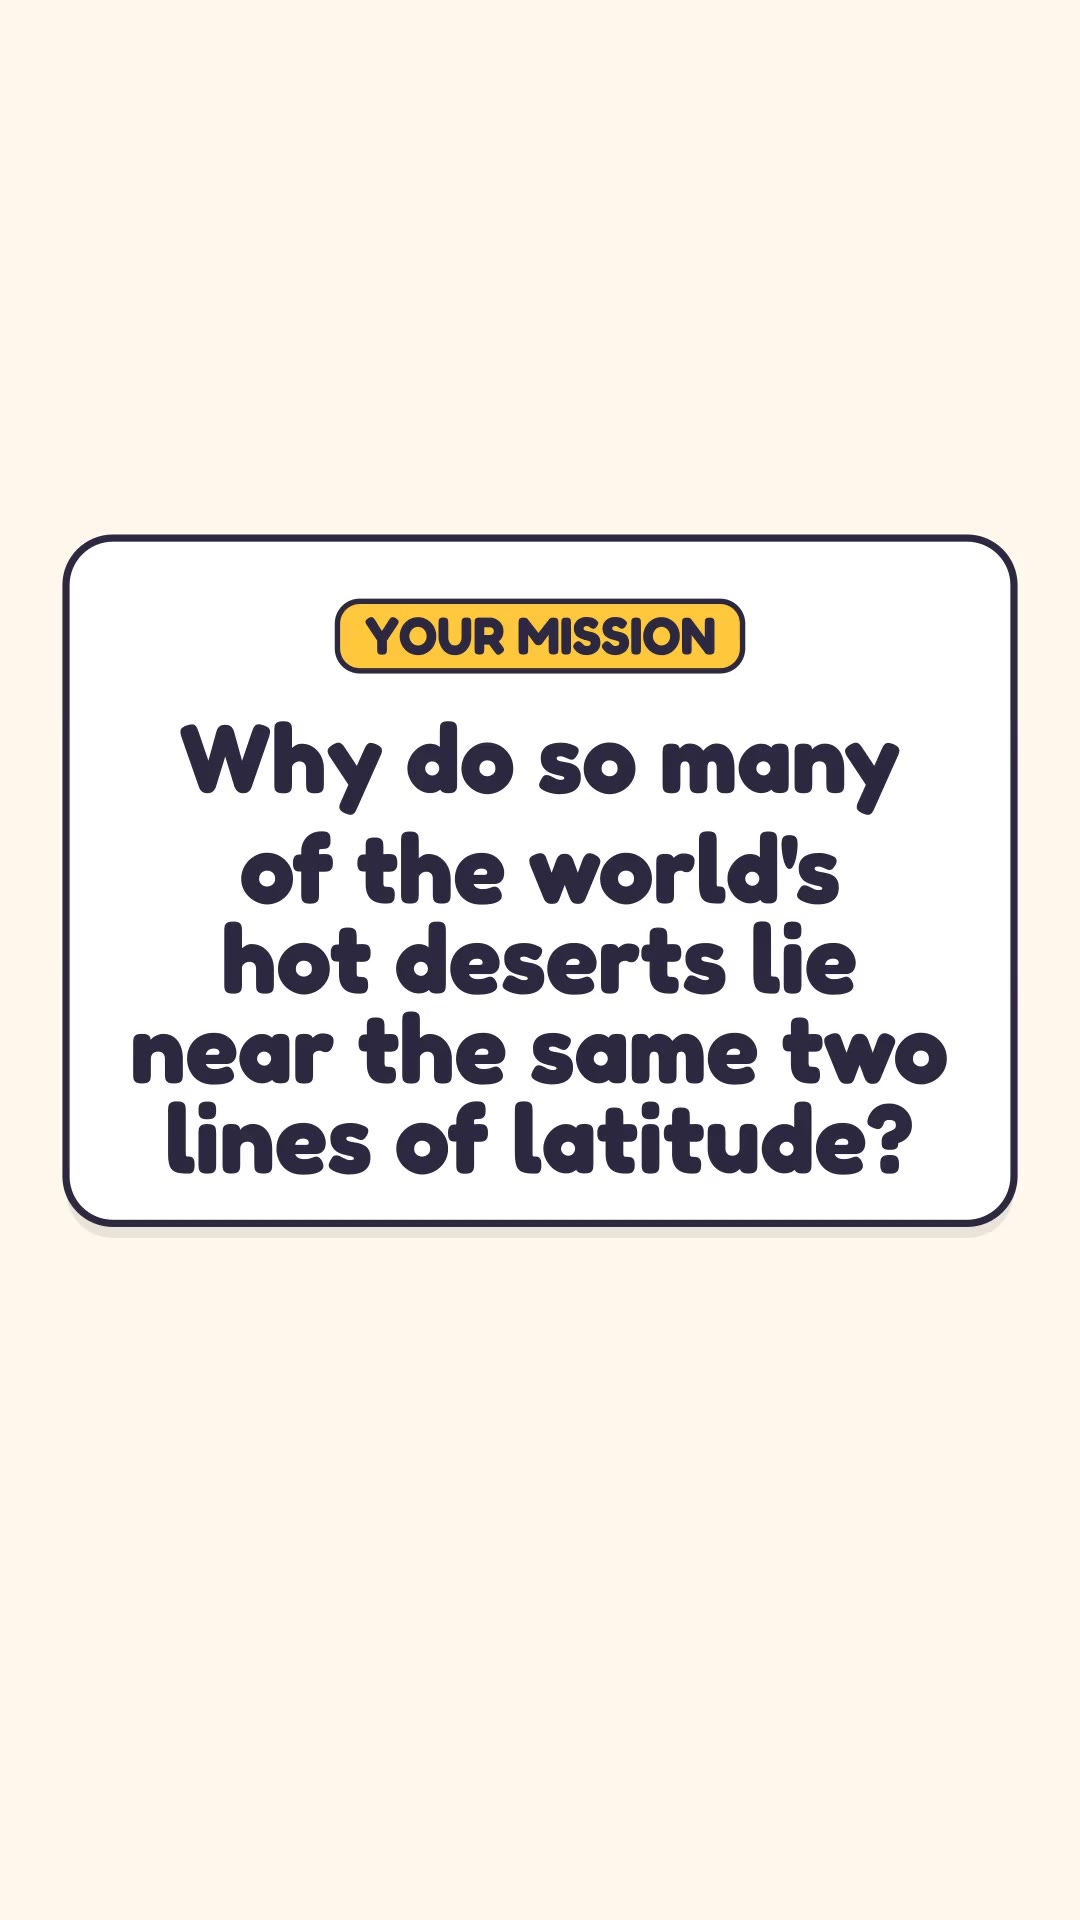 YOUR MISSION
Why do so many
of the world's
hot deserts lie
near the same two
lines of latitude?